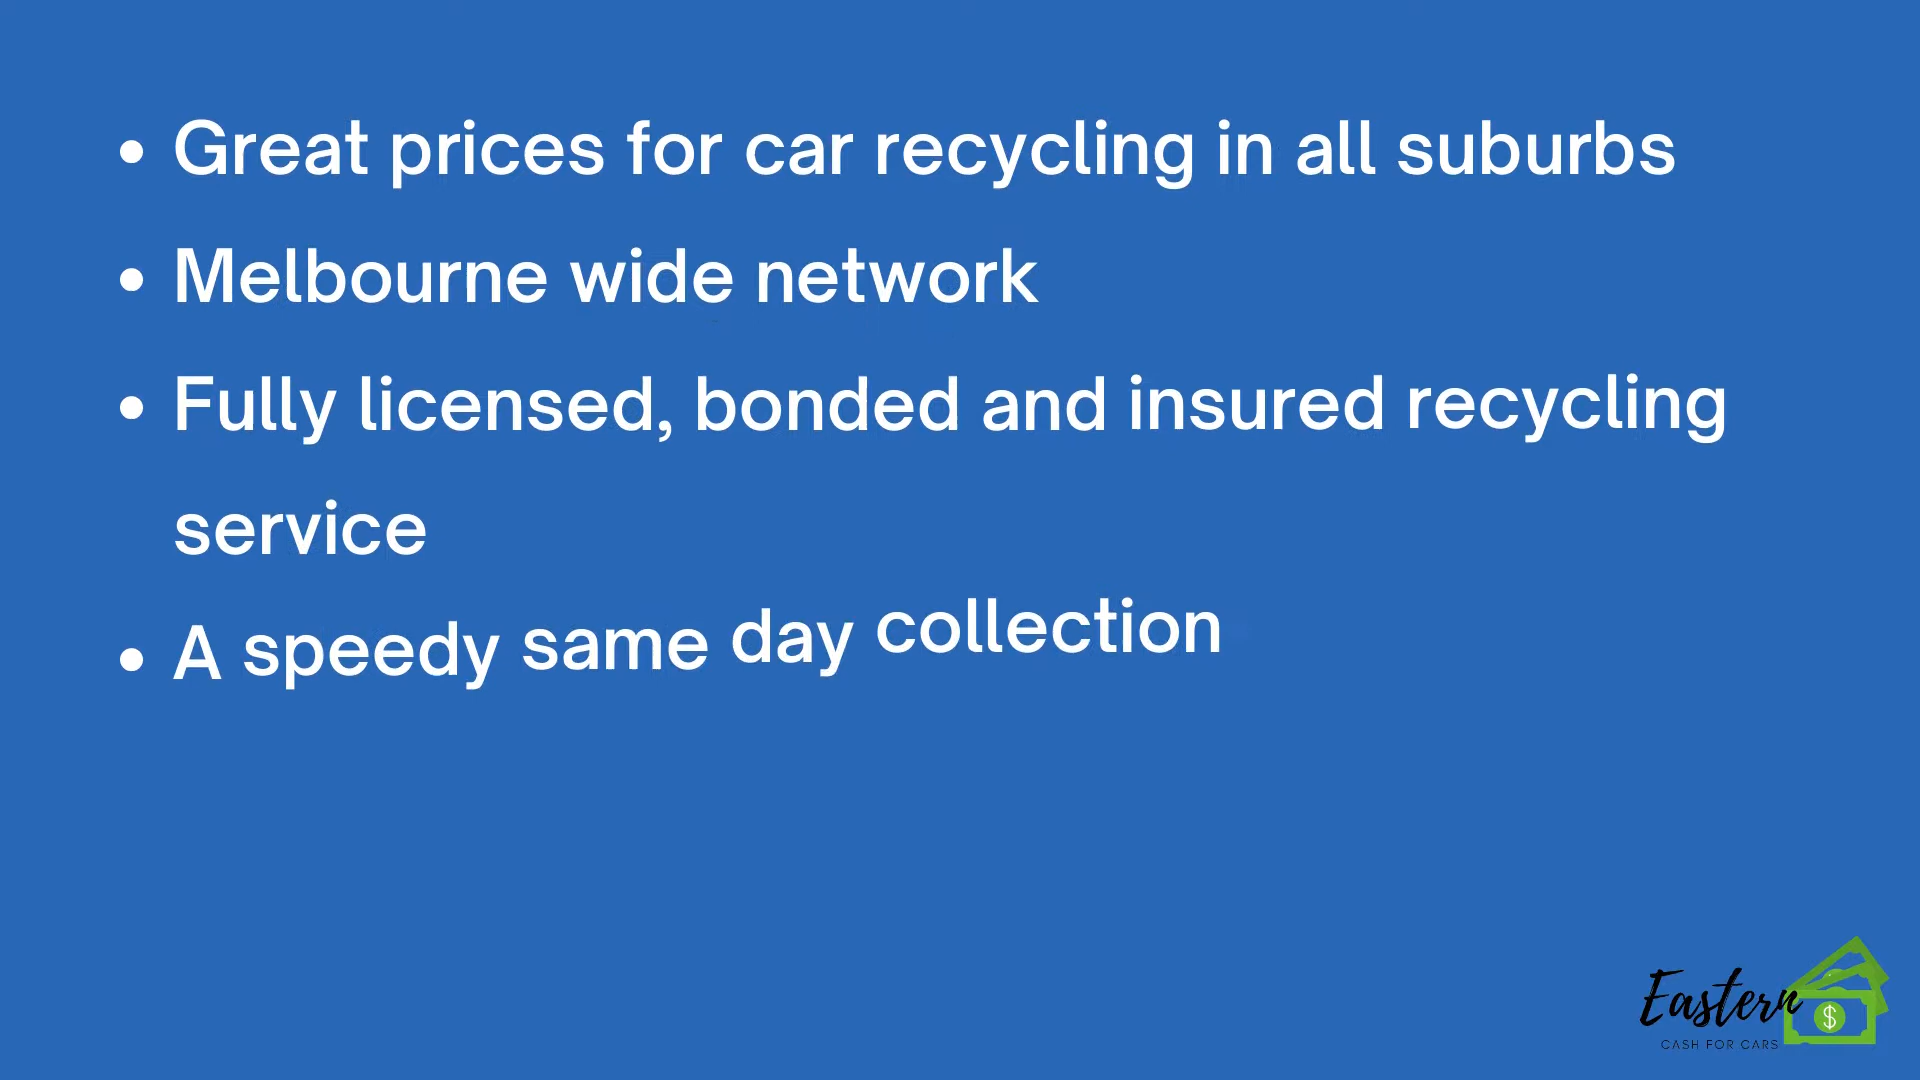 • Great prices for car recycling in all suburbs
• Melbourne wide network
• Fully licensed, bonded and insured recycling
service
• A speedy same day collection
Eastern
CASH FOR CARS
$